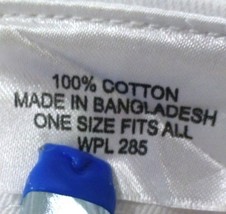 100% COTTON
MADE IN BANGLADESH
ONE SIZE FITS ALL
WPL 285